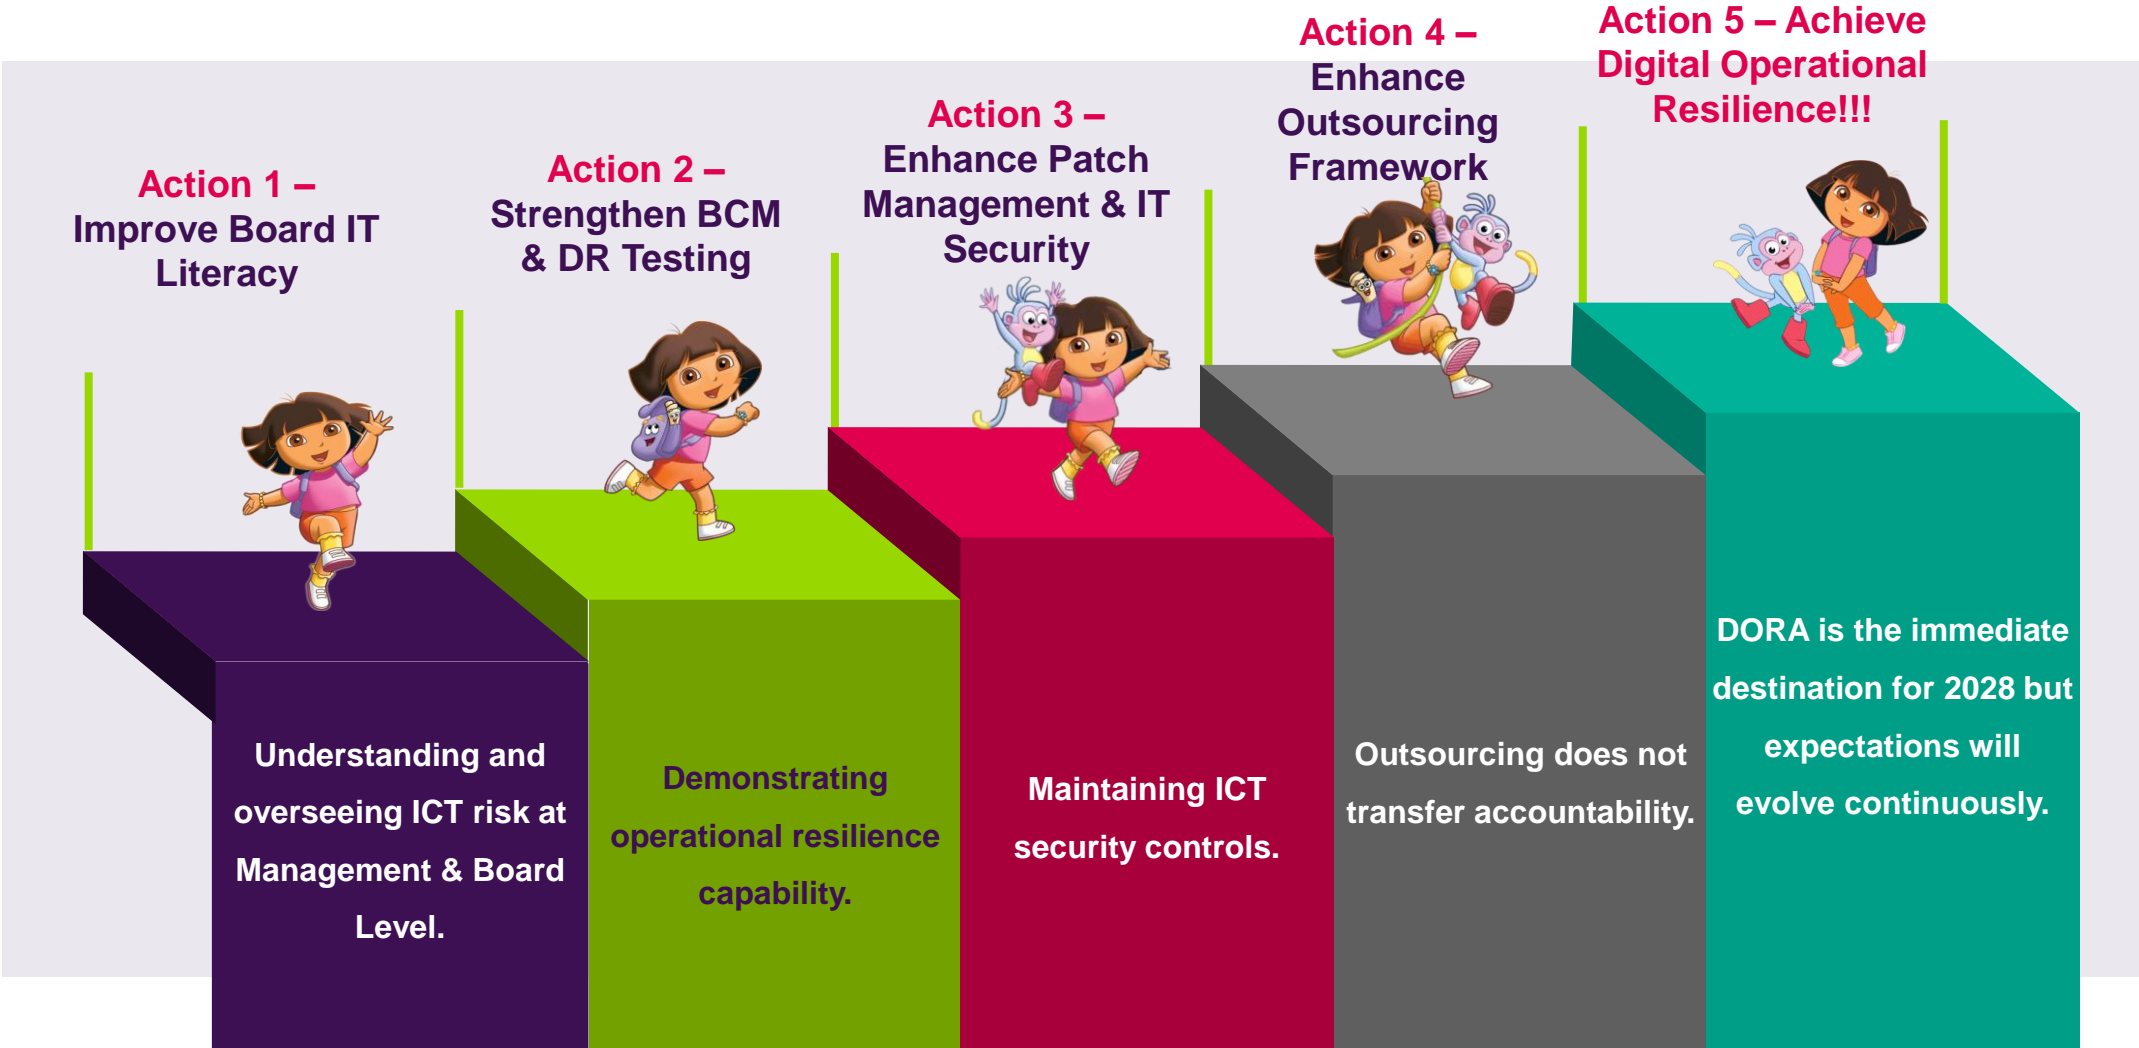 Action 1 –
Improve Board IT
Literacy
Action 2 –
Strengthen BCM
& DR Testing
Action 3 –
Enhance Patch
Management & IT
Security
Action 4 –
Enhance
Outsourcing
Framework
Action 5 – Achieve
Digital Operational
Resilience!!!
Understanding and
overseeing ICT risk at
Management & Board
Level.
Demonstrating
operational resilience
capability.
Maintaining ICT
security controls.
Outsourcing does not
transfer accountability.
DORA is the immediate
destination for 2028 but
expectations will
evolve continuously.